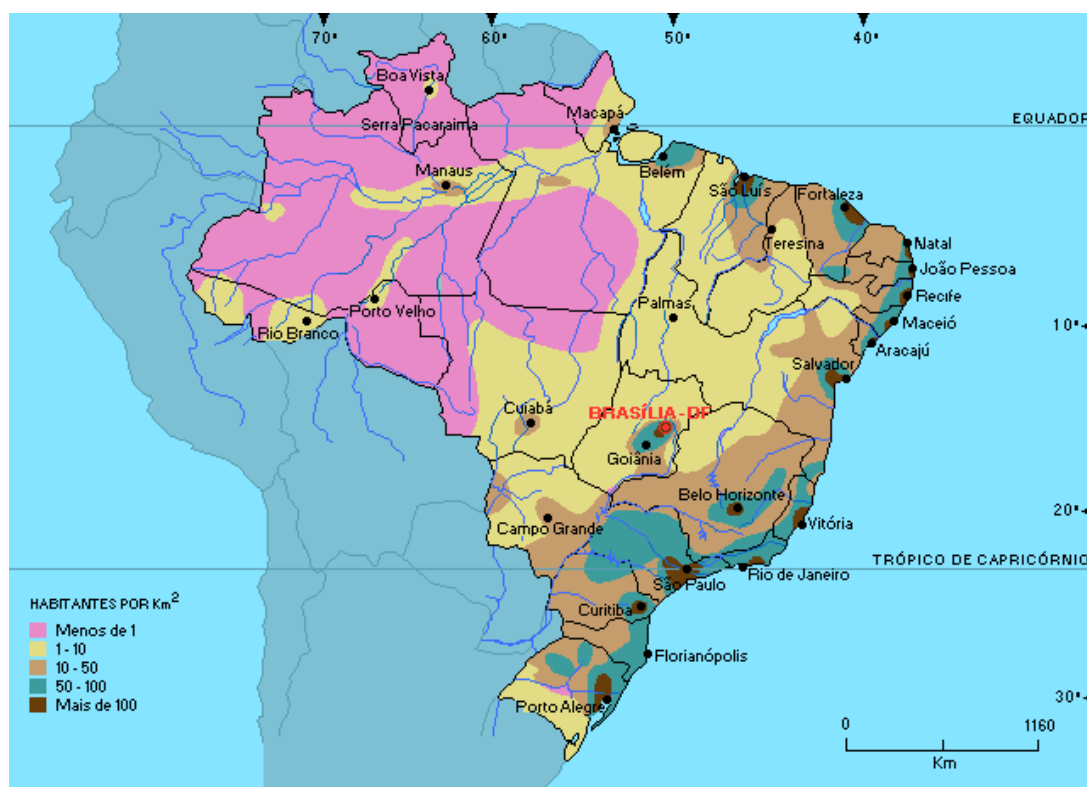 70° 60° 50° 40°
Boa Vista
Macapá
EQUADOR
Serra Pacaraima
Manaus
Belém
São Luís
Fortaleza
Teresina
Natal
João Pessoa
Porto Velho
Palmas
Recife
Rio Branco
Maceió
10°
Aracajú
Salvador
Cuiabá
BRASÍLIA-DF
Goiânia
Belo Horizonte
20°
Campo Grande
Vitória
TRÓPICO DE CAPRICÓRNIO
São Paulo
Rio de Janeiro
Curitiba
Florianópolis
Porto Alegre
30°
HABITANTES POR Km²
Menos de 1
1 - 10
10 - 50
50 - 100
Mais de 100
0 1160
Km